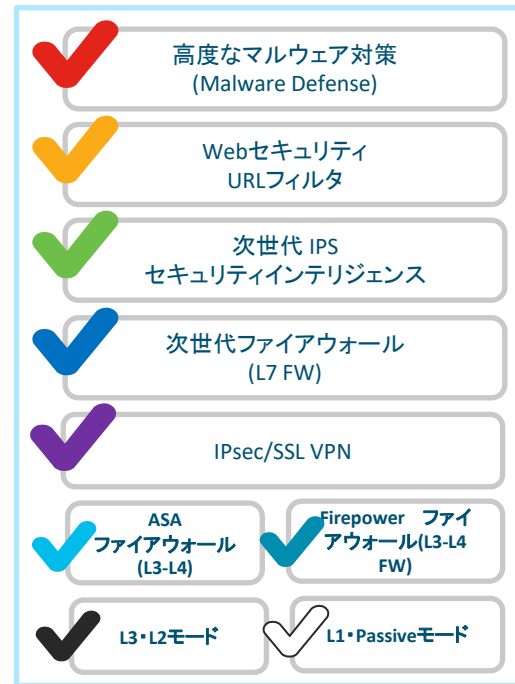 高度なマルウェア対策
(Malware Defense)
Webセキュリティ
URLフィルタ
次世代 IPS
セキュリティインテリジェンス
次世代ファイアウォール
(L7 FW)
IPsec/SSL VPN
ASA
ファイアウォール
(L3-L4)
Firepower　ファイ
アウォール(L3-L4
FW)
L3・L2モード
L1・Passiveモード